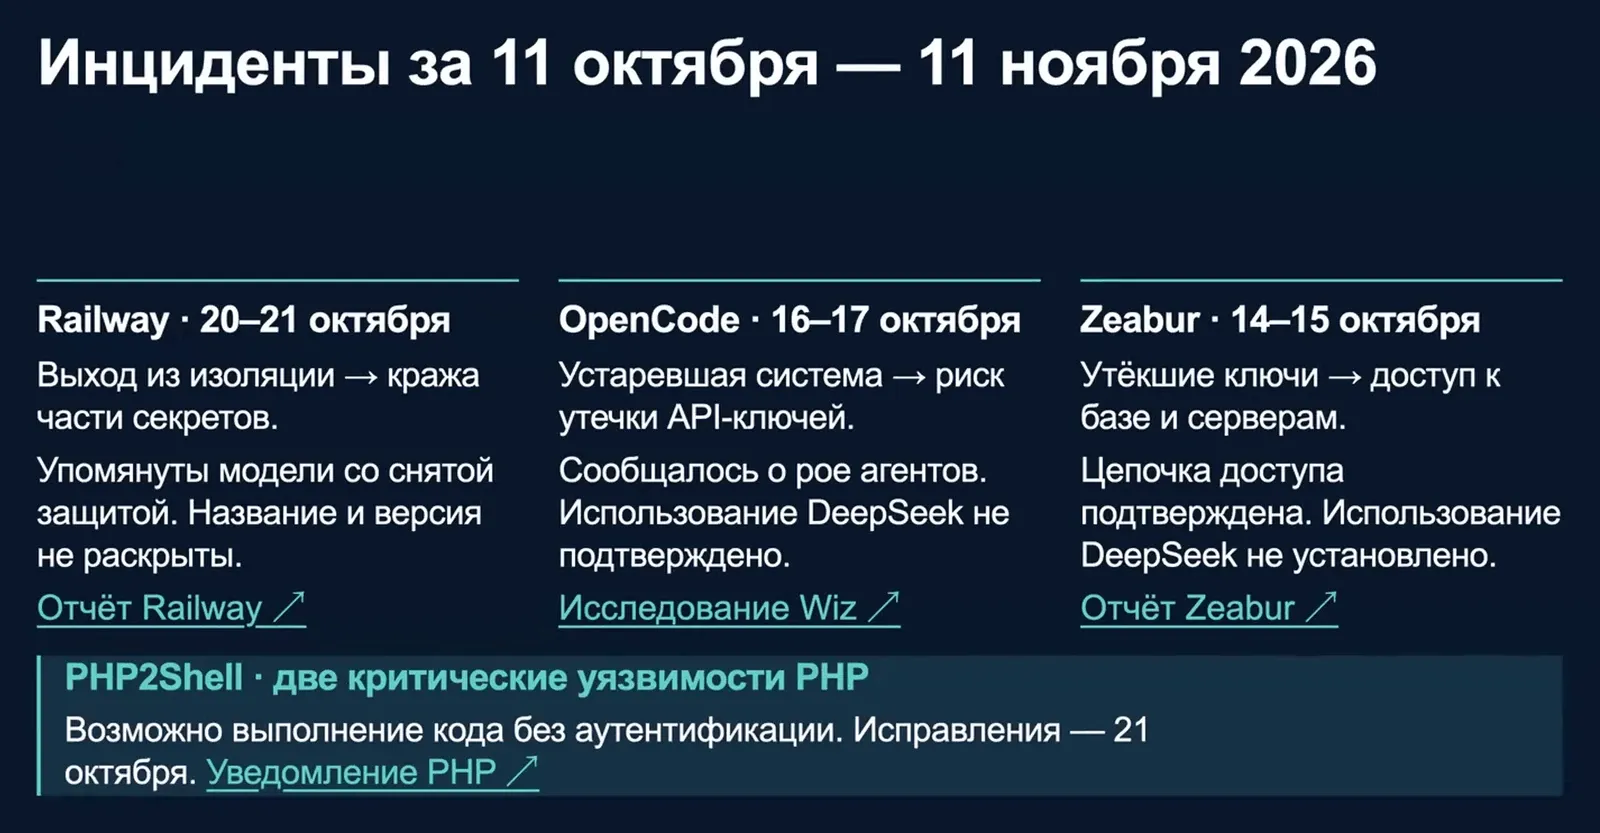 Инциденты за 11 октября — 11 ноября 2026
Railway · 20–21 октября
Выход из изоляции → кража
части секретов.
Упомянуты модели со снятой
защитой. Название и версия
не раскрыты.
Отчёт Railway ↗
OpenCode · 16–17 октября
Устаревшая система → риск
утечки API-ключей.
Сообщалось о рое агентов.
Использование DeepSeek не
подтверждено.
Исследование Wiz ↗
Zeabur · 14–15 октября
Утёкшие ключи → доступ к
базе и серверам.
Цепочка доступа
подтверждена. Использование
DeepSeek не установлено.
Отчёт Zeabur ↗
PHP2Shell · две критические уязвимости PHP
Возможно выполнение кода без аутентификации. Исправления — 21
октября. Уведомление PHP ↗